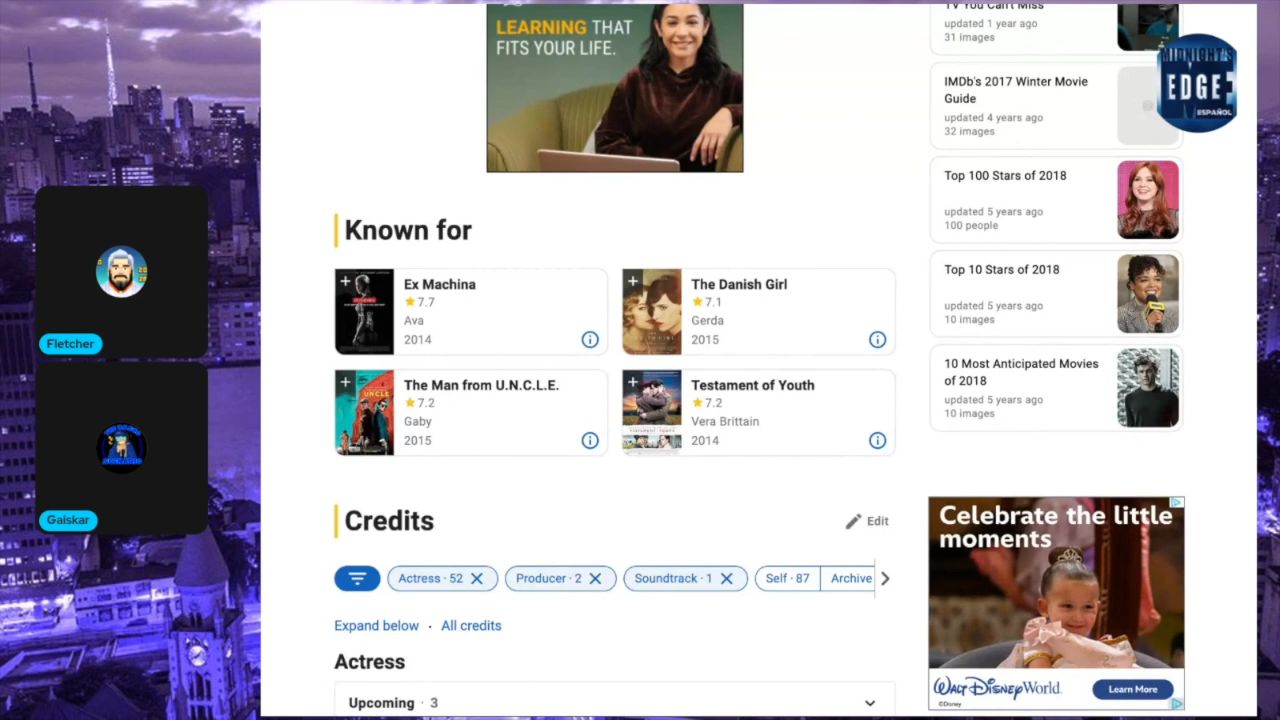 LEARNING THAT
FITS YOUR LIFE.
TV You Can't Miss
updated 1 year ago
31 images
IMDb's 2017 Winter Movie
Guide
updated 4 years ago
32 images
MIDNIGHT'S
EDGE
ESPAÑOL
Top 100 Stars of 2018
updated 5 years ago
100 people
Top 10 Stars of 2018
updated 5 years ago
10 images
10 Most Anticipated Movies
of 2018
updated 5 years ago
10 images
Known for
Ex Machina
7.7
Ava
2014
The Danish Girl
7.1
Gerda
2015
The Man from U.N.C.L.E.
7.2
Gaby
2015
UNCLE
Testament of Youth
7.2
Vera Brittain
2014
Fletcher
Galskar
Credits
Edit
Actress · 52
Producer · 2
Soundtrack · 1
Self · 87
Archive
Expand below · All credits
Actress
Upcoming · 3
Celebrate the little
moments
WALT DISNEY World.
©Disney
Learn More